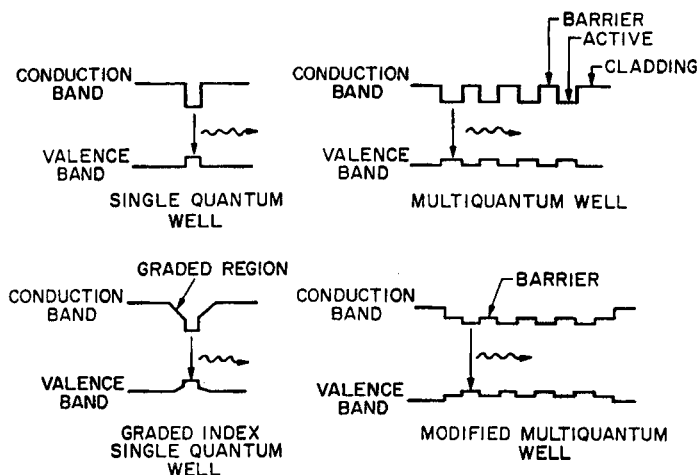 CONDUCTION
BAND
VALENCE
BAND
SINGLE QUANTUM
WELL
BARRIER
ACTIVE
CLADDING
CONDUCTION
BAND
VALENCE
BAND
MULTIQUANTUM WELL
GRADED REGION
CONDUCTION
BAND
VALENCE
BAND
GRADED INDEX
SINGLE QUANTUM
WELL
BARRIER
CONDUCTION
BAND
VALENCE
BAND
MODIFIED MULTIQUANTUM
WELL